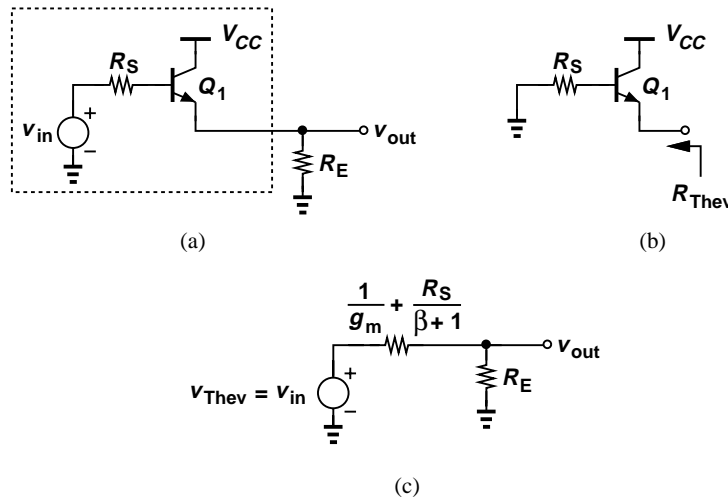 V_CC
R_S
Q_1
v_in
+
−
v_out
R_E
(a)
V_CC
R_S
Q_1
R_Thev
(b)
1/g_m + R_S/(β + 1)
v_Thev = v_in
+
−
v_out
R_E
(c)